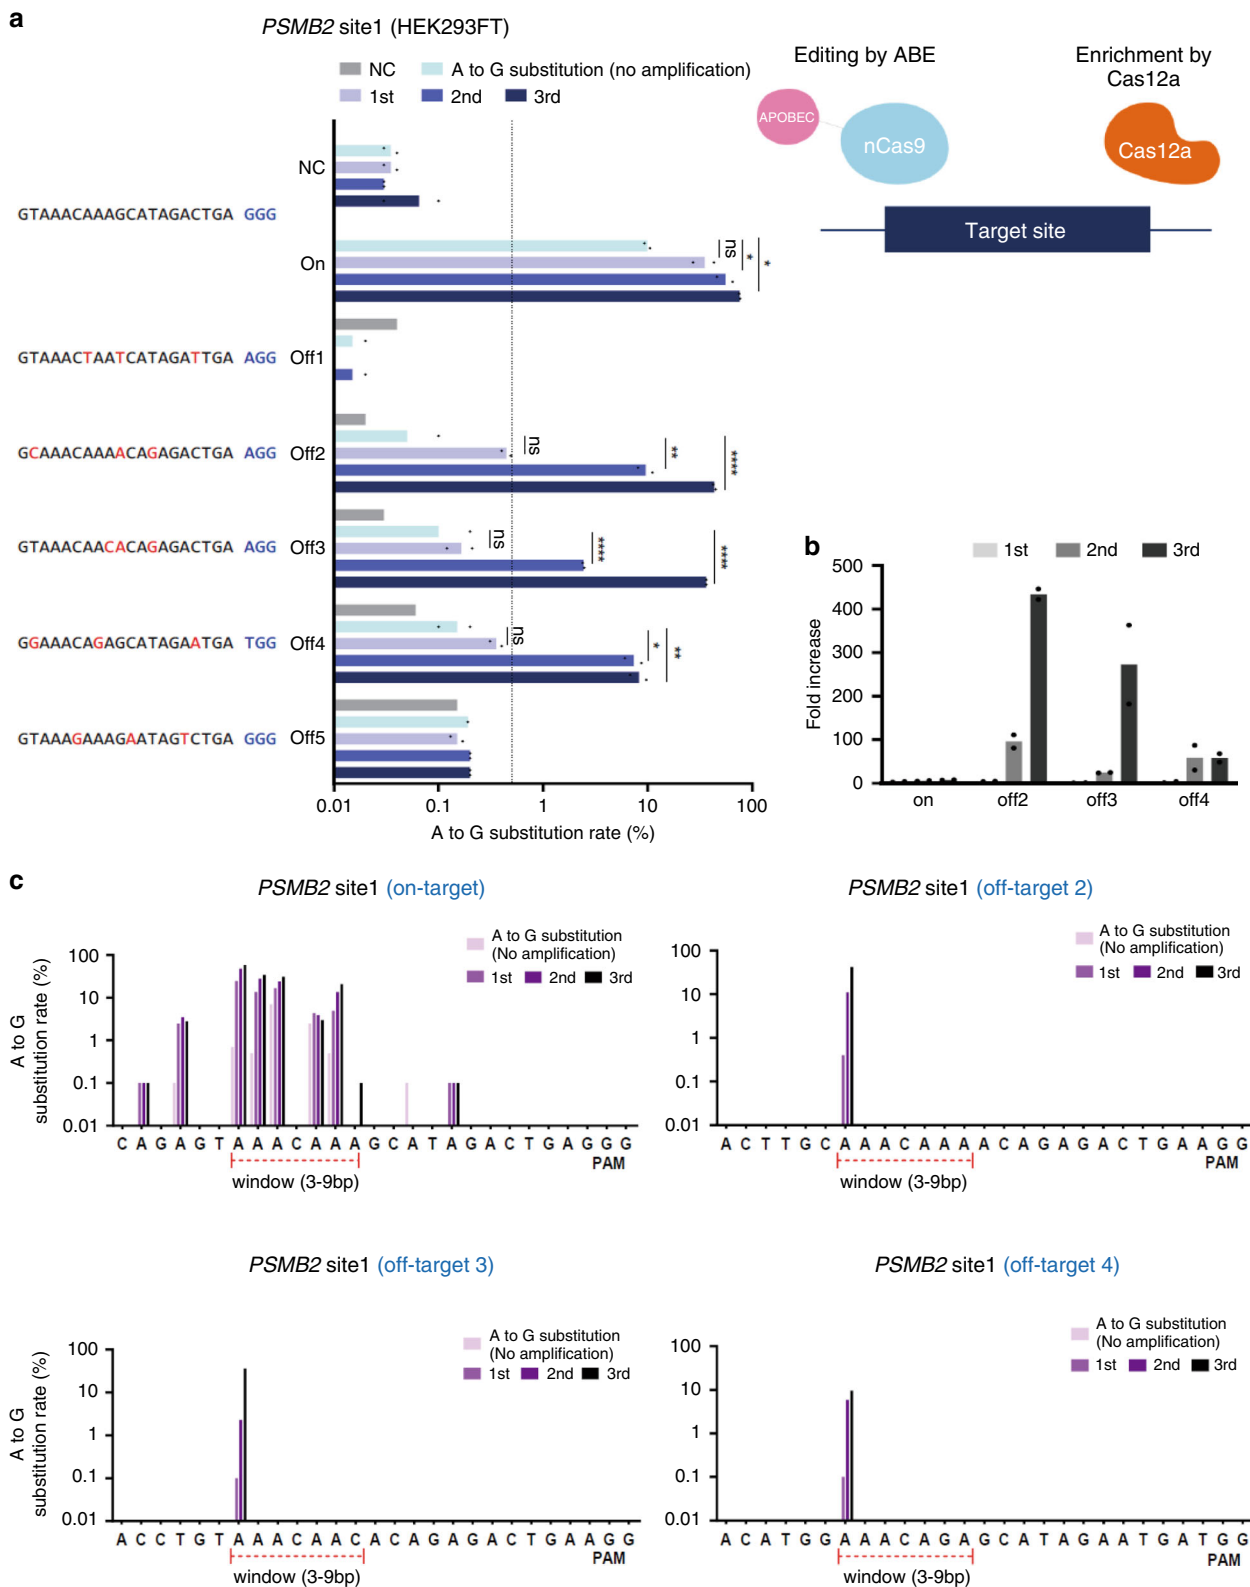 a
PSMB2 site1 (HEK293FT)
NC
A to G substitution (no amplification)
1st
2nd
3rd
Editing by ABE
Enrichment by
Cas12a
APOBEC
nCas9
Cas12a
Target site
NC
GTAAACAAAGCATAGACTGA GGG
On
ns
*
*
GTAAACTAATCATAGATTGA AGG Off1
GCAAACAAAACAGAGACTGA AGG Off2
ns
**
****
GTAAACAACACAGAGACTGA AGG Off3
ns
****
****
GGAAACAGAGCATAGAATGA TGG Off4
ns
*
**
GTAAAGAAAGAATAGTCTGA GGG Off5
0.01 0.1 1 10 100
A to G substitution rate (%)
b
1st 2nd 3rd
Fold increase
500
400
300
200
100
0
on off2 off3 off4
c
PSMB2 site1 (on-target)
A to G substitution
(No amplification)
1st 2nd 3rd
A to G
substitution rate (%)
100
10
1
0.1
0.01
C A G A G T A A A C A A A G C A T A G A C T G A G G G
PAM
window (3-9bp)
PSMB2 site1 (off-target 2)
A to G substitution
(No amplification)
1st 2nd 3rd
100
10
1
0.1
0.01
A C T T G C A A A C A A A A C A G A G A C T G A A G G
PAM
window (3-9bp)
PSMB2 site1 (off-target 3)
A to G substitution
(No amplification)
1st 2nd 3rd
A to G
substitution rate (%)
100
10
1
0.1
0.01
A C C T G T A A A C A A C A C A G A G A C T G A A G G
PAM
window (3-9bp)
PSMB2 site1 (off-target 4)
A to G substitution
(No amplification)
1st 2nd 3rd
100
10
1
0.1
0.01
A C A T G G A A A C A G A G C A T A G A A T G A T G G
PAM
window (3-9bp)